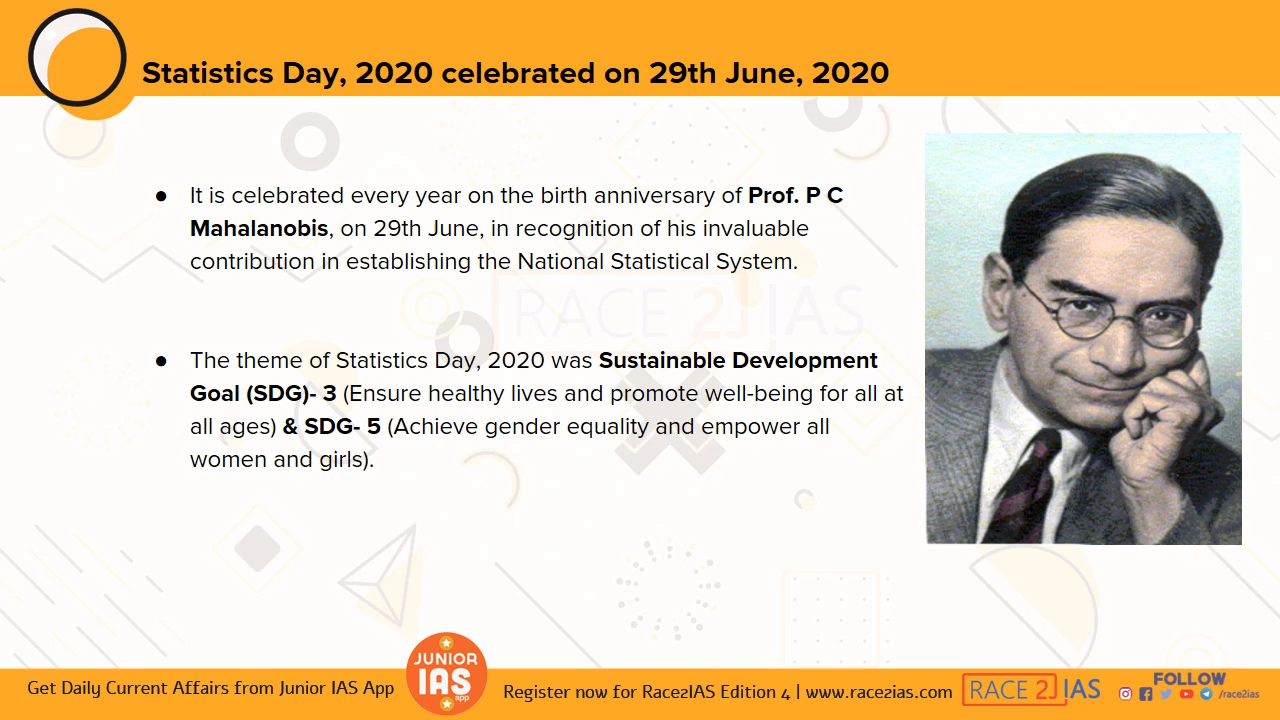 Statistics Day, 2020 celebrated on 29th June, 2020
● It is celebrated every year on the birth anniversary of Prof. P C
Mahalanobis, on 29th June, in recognition of his invaluable
contribution in establishing the National Statistical System.
RACE 2J IAS
● The theme of Statistics Day, 2020 was Sustainable Development
Goal (SDG)- 3 (Ensure healthy lives and promote well-being for all at
all ages) & SDG- 5 (Achieve gender equality and empower all
women and girls).
Get Daily Current Affairs from Junior IAS App
JUNIOR
IAS
app
Register now for Race2IAS Edition 4 | www.race2ias.com
RACE 2J IAS
FOLLOW
/race2ias